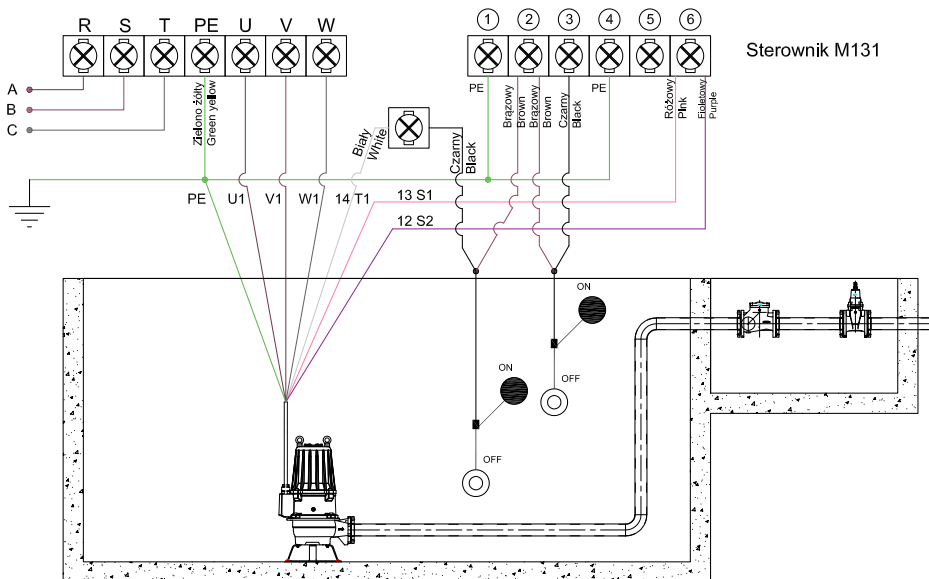 R S T PE U V W
1 2 3 4 5 6
Sterownik M131
A
B
C
Zielono żółty
Green yellow
Biały
White
Czarny
Black
PE
Brązowy
Brown
Brązowy
Brown
Czarny
Black
PE
Różowy
Pink
Fioletowy
Purple
PE U1 V1 W1 14 T1 13 S1
12 S2
ON
OFF
ON
OFF